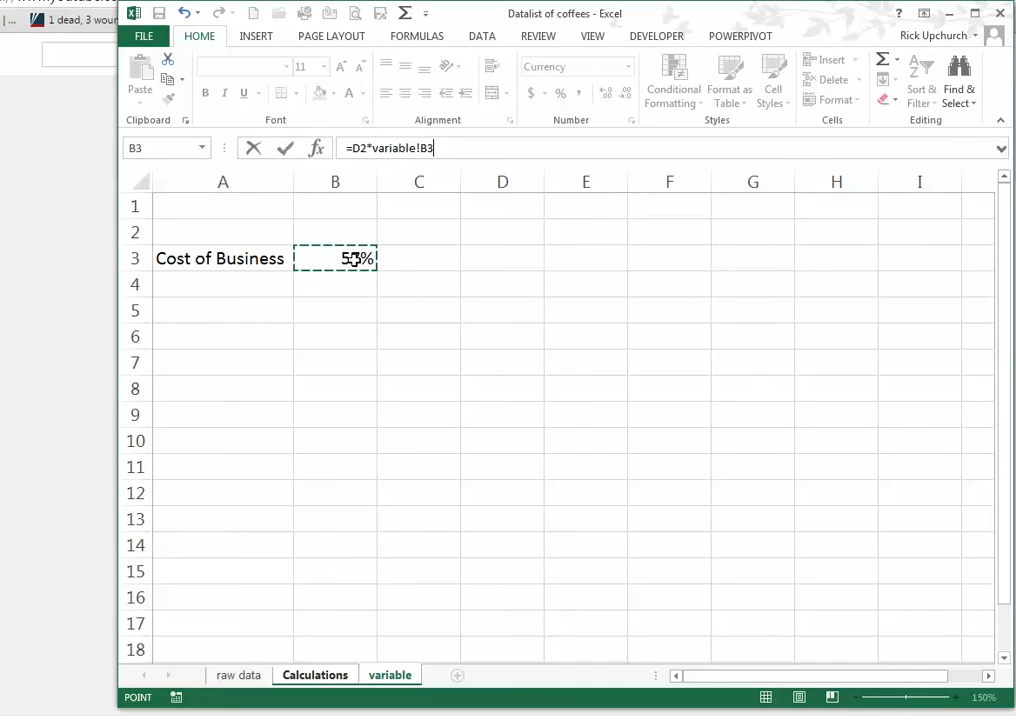 | ...
1 dead, 3 wour
Datalist of coffees - Excel
?
FILE HOME INSERT PAGE LAYOUT FORMULAS DATA REVIEW VIEW DEVELOPER POWERPIVOT
Rick Upchurch
Paste
11
B I U
Currency
$ % ,
Conditional Formatting
Format as Table
Cell Styles
Insert
Delete
Format
Sort & Filter
Find & Select
Clipboard Font Alignment Number Styles Cells Editing
B3
fx
=D2*variable!B3
A B C D E F G H I
1
2
3 Cost of Business
4
5
6
7
8
9
10
11
12
13
14
15
16
17
18
raw data Calculations variable
POINT
150%